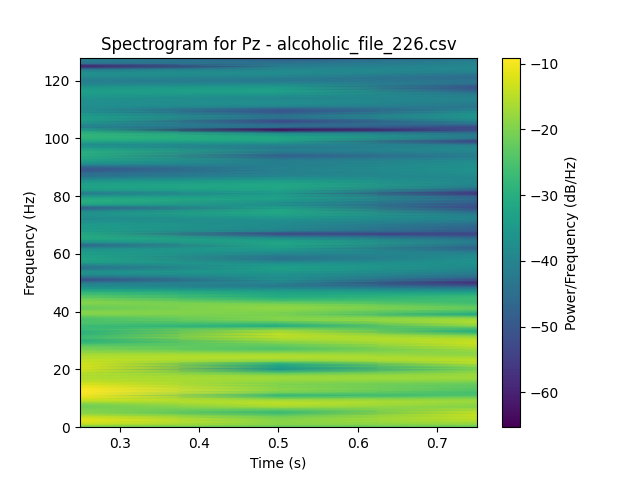 Spectrogram for Pz - alcoholic_file_226.csv
120
100
80
60
40
20
0
Frequency (Hz)
0.3 0.4 0.5 0.6 0.7
Time (s)
−10
−20
−30
−40
−50
−60
Power/Frequency (dB/Hz)